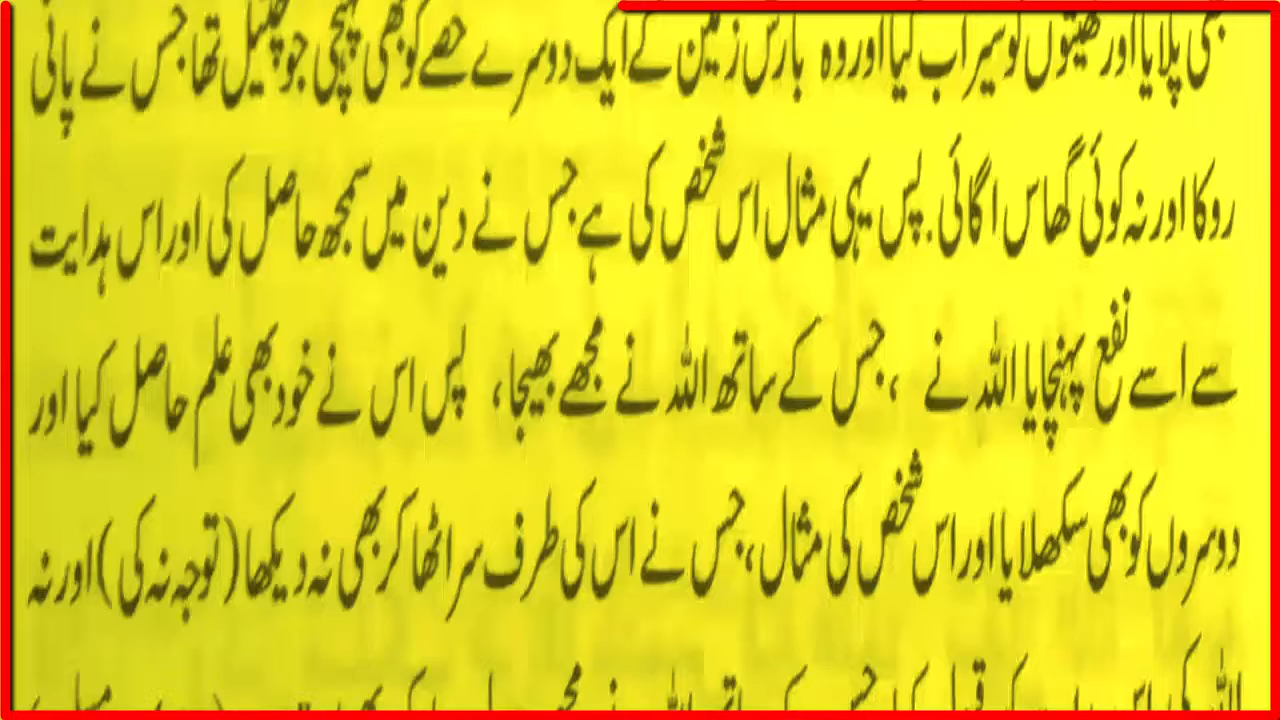 بھی پلایا اور کھیتوں کو سیراب کیا اور وہ بارش زمین کے ایک دوسرے حصے کو بھی پہنچی جو چٹیل تھا جس نے پانی
روکا اور نہ کوئی گھاس اگائی. پس یہی مثال اس شخص کی ہے جس نے دین میں سمجھ حاصل کی اور اس ہدایت
سے اسے نفع پہنچایا اللہ نے ، جس کے ساتھ اللہ نے مجھے بھیجا، پس اس نے خود بھی علم حاصل کیا اور
دوسروں کو بھی سکھلایا اور اس شخص کی مثال، جس نے اس کی طرف سر اٹھا کر بھی نہ دیکھا (توجہ نہ کی) اور نہ